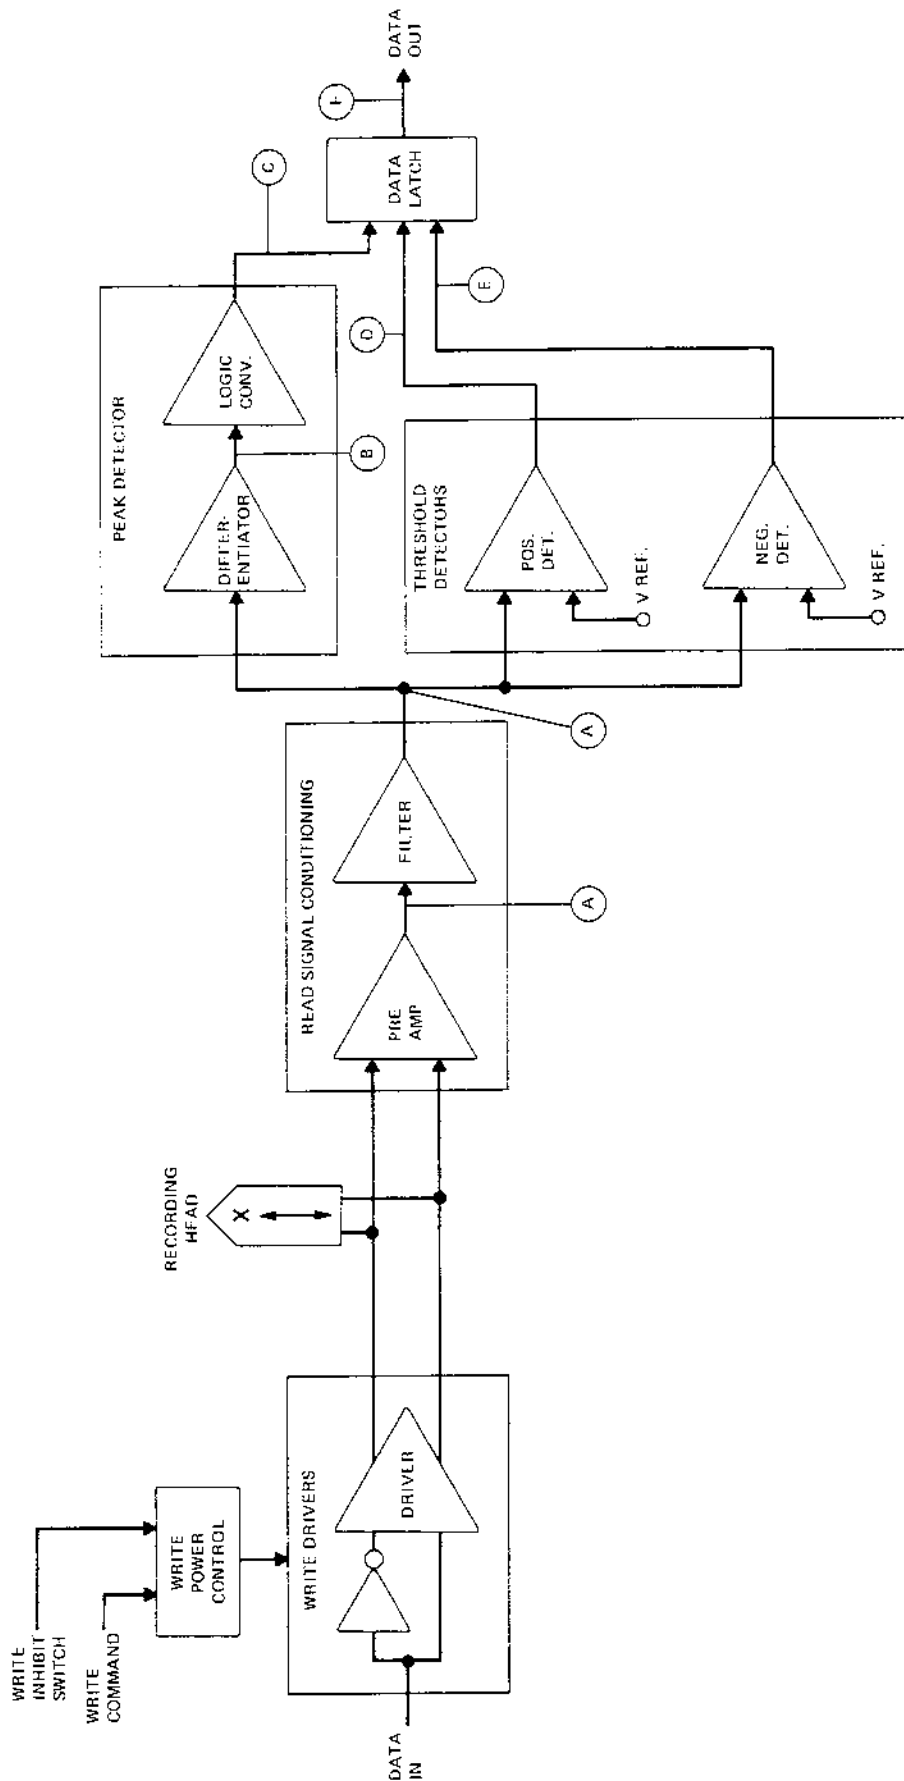 WRITE
INHIBIT
SWITCH
WRITE
COMMAND
WRITE
POWER
CONTROL
WRITE DRIVERS
DATA
IN
DRIVER
RECORDING
HEAD
X
READ SIGNAL CONDITIONING
PRE
AMP
A
FILTER
A
PEAK DETECTOR
DIFFER-
ENTIATOR
B
LOGIC
CONV.
C
THRESHOLD
DETECTORS
POS.
DET.
V REF.
D
NEG.
DET.
V REF.
E
DATA
LATCH
F
DATA
OUT